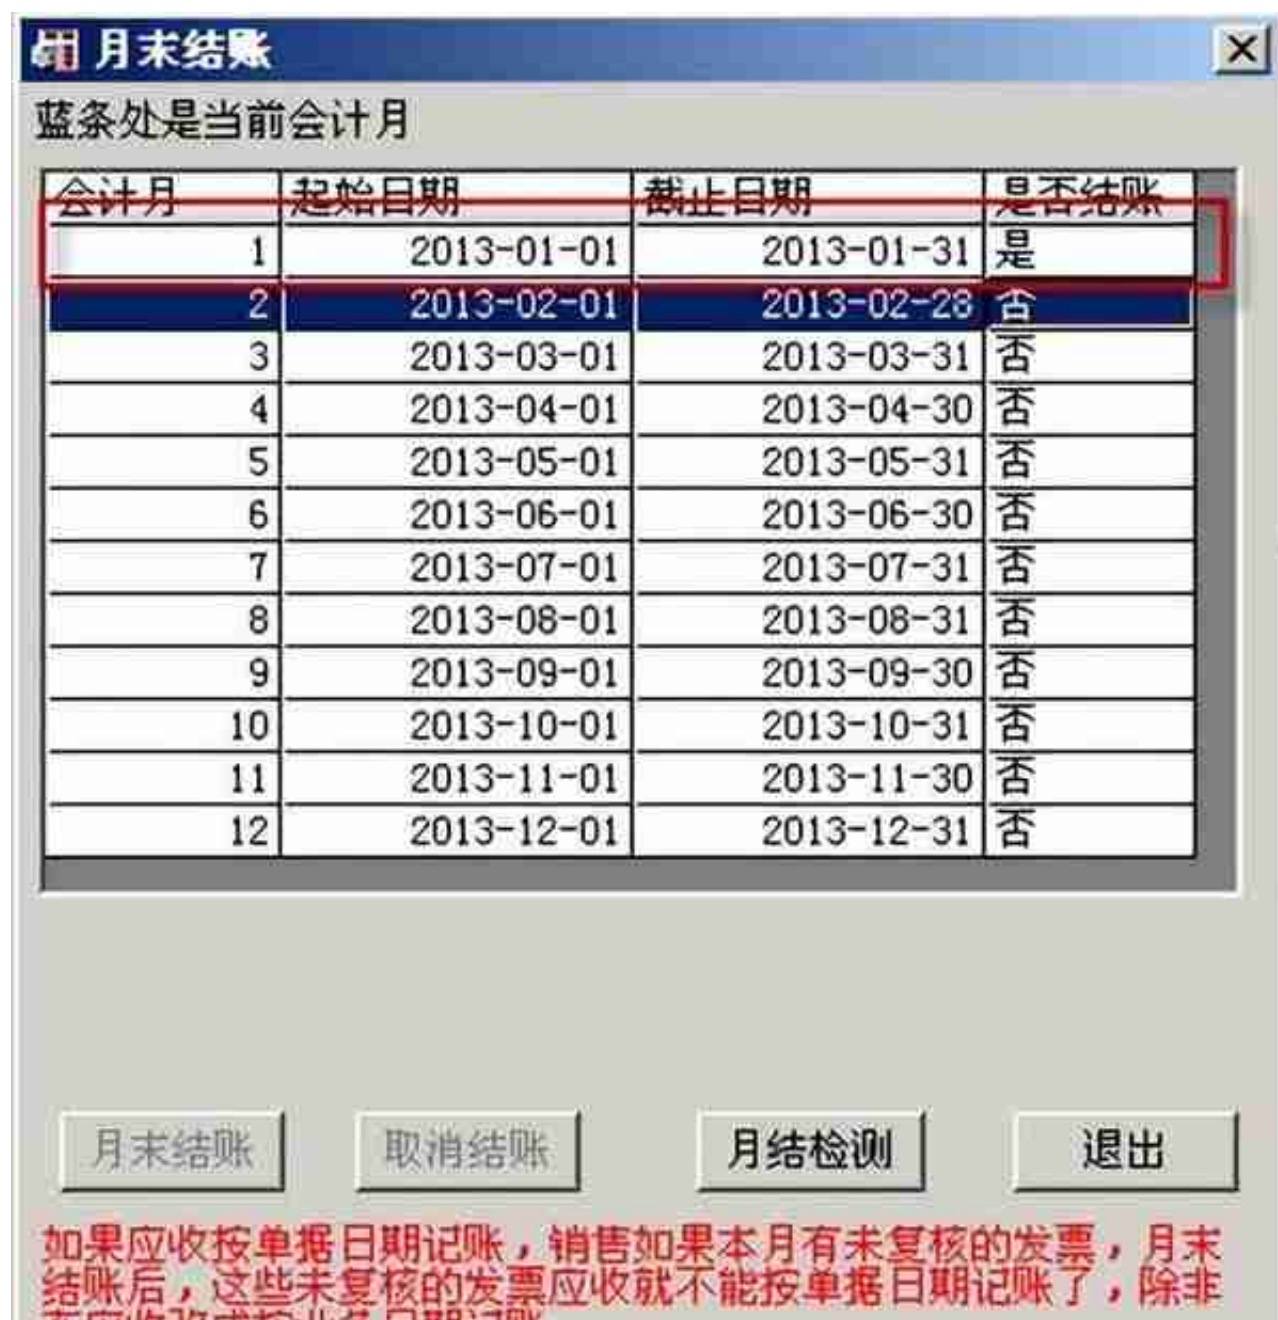 月末结账
蓝条处是当前会计月
会计月 起始日期 截止日期 是否结账
1 2013-01-01 2013-01-31 是
2 2013-02-01 2013-02-28 否
3 2013-03-01 2013-03-31 否
4 2013-04-01 2013-04-30 否
5 2013-05-01 2013-05-31 否
6 2013-06-01 2013-06-30 否
7 2013-07-01 2013-07-31 否
8 2013-08-01 2013-08-31 否
9 2013-09-01 2013-09-30 否
10 2013-10-01 2013-10-31 否
11 2013-11-01 2013-11-30 否
12 2013-12-01 2013-12-31 否
月末结账 取消结账 月结检测 退出
如果应收按单据日期记账，销售如果本月有未复核的发票，月末
结账后，这些未复核的发票应收就不能按单据日期记账了，除非